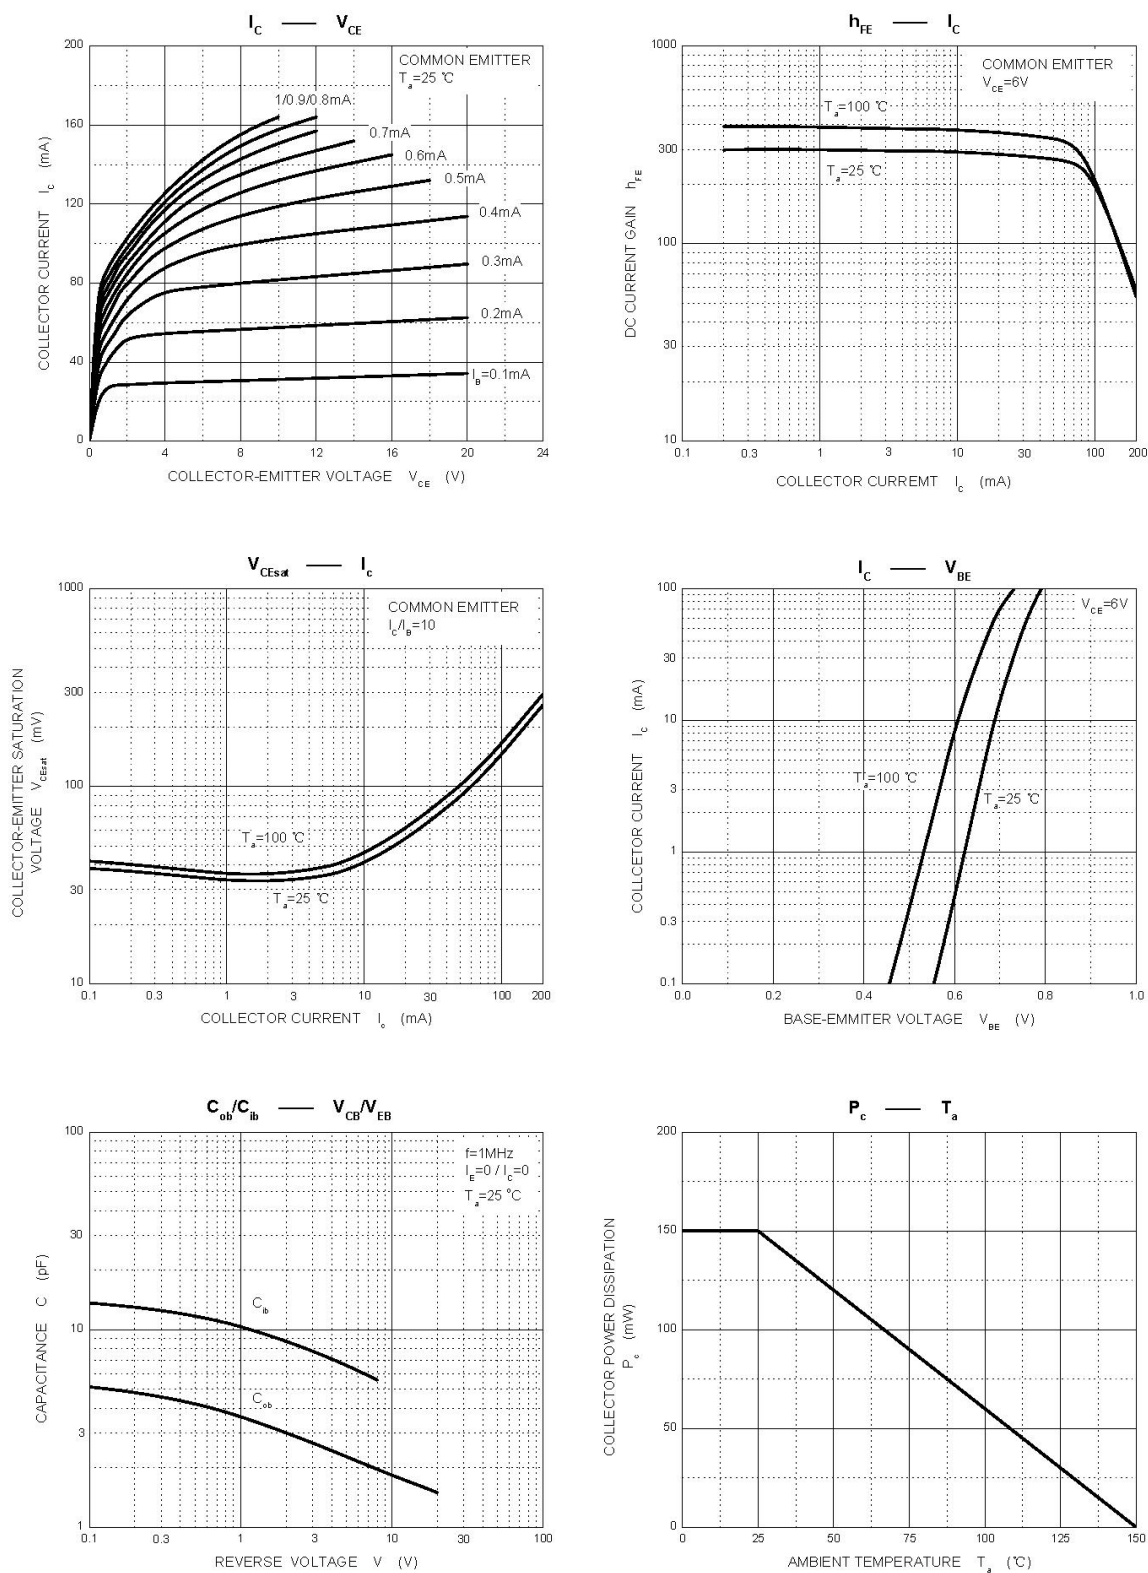 I_C —— V_CE
200
160
120
80
40
0
COLLECTOR CURRENT I_C (mA)
COMMON EMITTER
T_a=25 ℃
1/0.9/0.8mA
0.7mA
0.6mA
0.5mA
0.4mA
0.3mA
0.2mA
I_B=0.1mA
0 4 8 12 16 20 24
COLLECTOR-EMITTER VOLTAGE V_CE (V)
h_FE —— I_C
1000
300
100
30
10
DC CURRENT GAIN h_FE
COMMON EMITTER
V_CE=6V
T_a=100 ℃
T_a=25 ℃
0.1 0.3 1 3 10 30 100 200
COLLECTOR CURREMT I_C (mA)
V_CEsat —— I_c
1000
300
100
30
10
COLLECTOR-EMITTER SATURATION
VOLTAGE V_CEsat (mV)
COMMON EMITTER
I_C/I_B=10
T_a=100 ℃
T_a=25 ℃
0.1 0.3 1 3 10 30 100 200
COLLECTOR CURRENT I_c (mA)
I_C —— V_BE
100
30
10
3
1
0.3
0.1
COLLCETOR CURRENT I_C (mA)
V_CE=6V
T_a=100 ℃
T_a=25 ℃
0.0 0.2 0.4 0.6 0.8 1.0
BASE-EMMITER VOLTAGE V_BE (V)
C_ob/C_ib —— V_CB/V_EB
100
30
10
3
1
CAPACITANCE C (pF)
f=1MHz
I_E=0 / I_C=0
T_a=25 °C
C_ib
C_ob
0.1 0.3 1 3 10 30 100
REVERSE VOLTAGE V (V)
P_c —— T_a
200
150
100
50
0
COLLECTOR POWER DISSIPATION
P_c (mW)
0 25 50 75 100 125 150
AMBIENT TEMPERATURE T_a (℃)